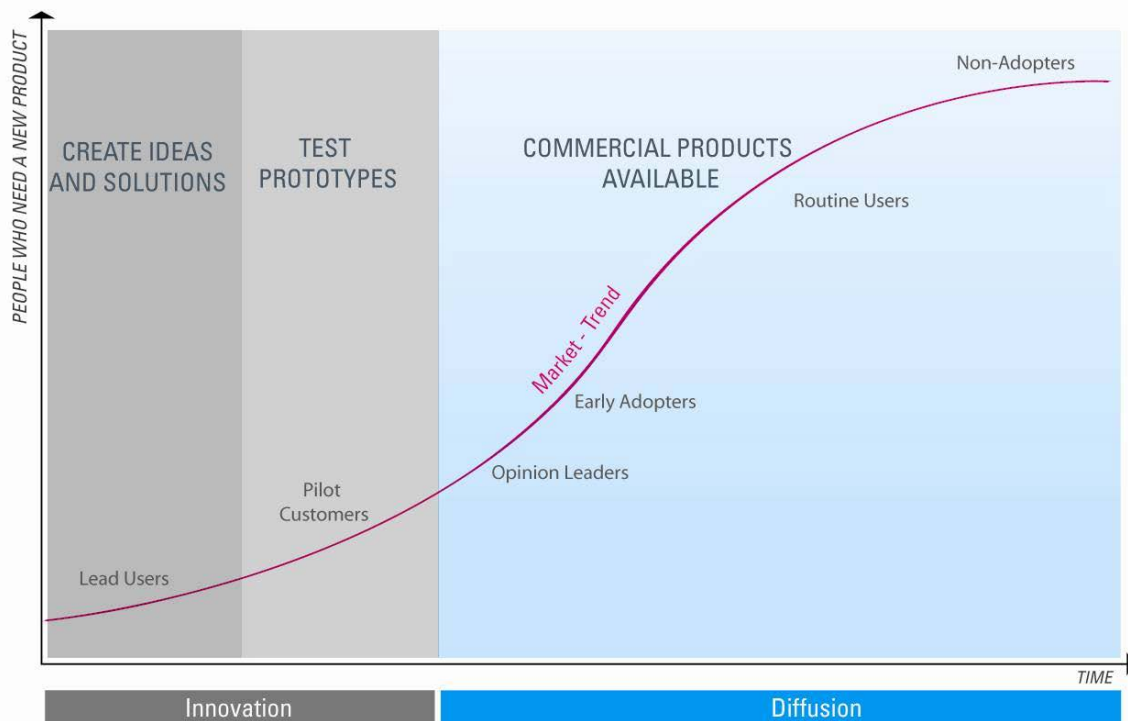 PEOPLE WHO NEED A NEW PRODUCT
CREATE IDEAS
AND SOLUTIONS
TEST
PROTOTYPES
COMMERCIAL PRODUCTS
AVAILABLE
Non-Adopters
Routine Users
Market - Trend
Early Adopters
Opinion Leaders
Pilot
Customers
Lead Users
TIME
Innovation
Diffusion